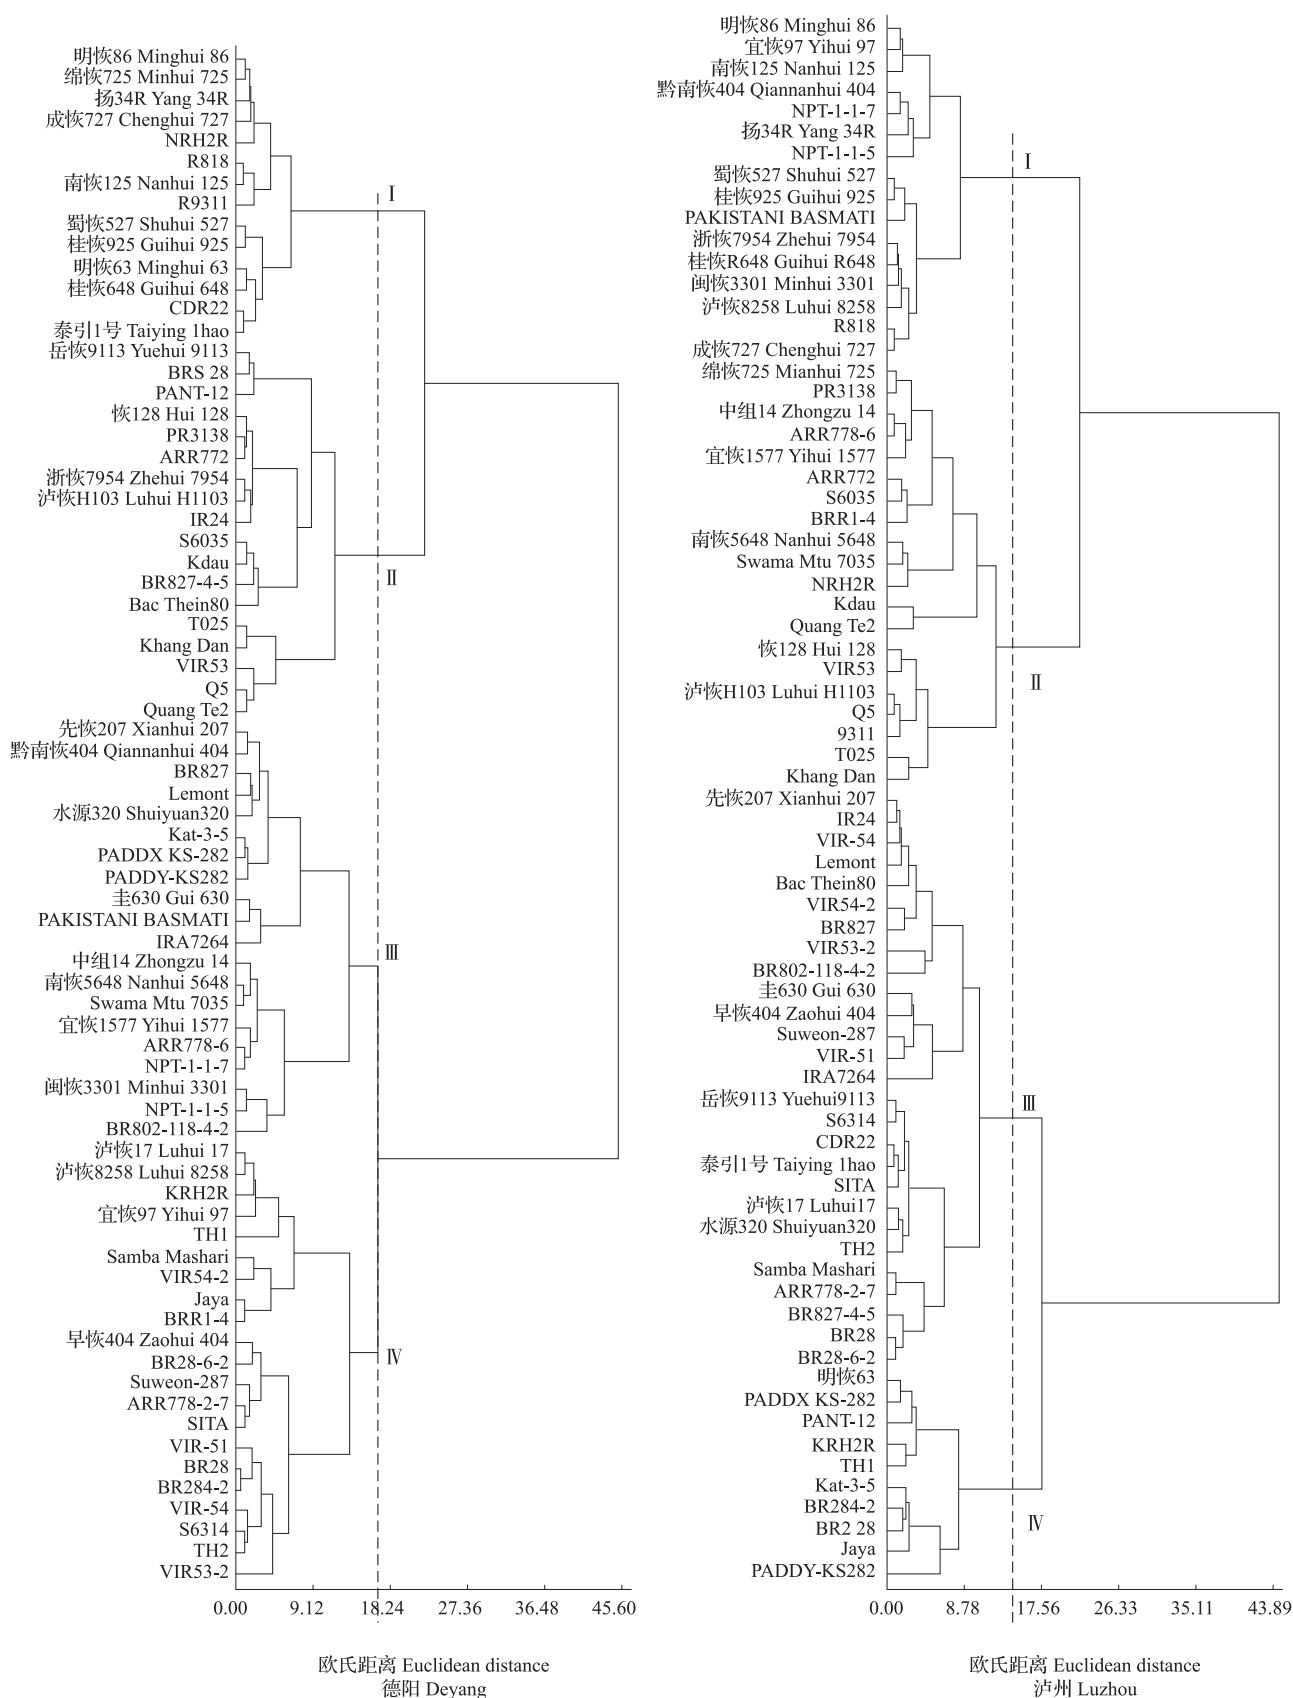 明恢86 Minghui 86
绵恢725 Minhui 725
扬34R Yang 34R
成恢727 Chenghui 727
NRH2R
R818
南恢125 Nanhui 125
R9311
蜀恢527 Shuhui 527
桂恢925 Guihui 925
明恢63 Minghui 63
桂恢648 Guihui 648
CDR22
泰引1号 Taiying 1hao
岳恢9113 Yuehui 9113
BRS 28
PANT-12
恢128 Hui 128
PR3138
ARR772
浙恢7954 Zhehui 7954
泸恢H103 Luhui H1103
IR24
S6035
Kdau
BR827-4-5
Bac Thein80
T025
Khang Dan
VIR53
Q5
Quang Te2
先恢207 Xianhui 207
黔南恢404 Qiannanhui 404
BR827
Lemont
水源320 Shuiyuan320
Kat-3-5
PADDX KS-282
PADDY-KS282
圭630 Gui 630
PAKISTANI BASMATI
IRA7264
中组14 Zhongzu 14
南恢5648 Nanhui 5648
Swama Mtu 7035
宜恢1577 Yihui 1577
ARR778-6
NPT-1-1-7
闽恢3301 Minhui 3301
NPT-1-1-5
BR802-118-4-2
泸恢17 Luhui 17
泸恢8258 Luhui 8258
KRH2R
宜恢97 Yihui 97
TH1
Samba Mashari
VIR54-2
Jaya
BRR1-4
早恢404 Zaohui 404
BR28-6-2
Suweon-287
ARR778-2-7
SITA
VIR-51
BR28
BR284-2
VIR-54
S6314
TH2
VIR53-2
Ⅰ
Ⅱ
Ⅲ
Ⅳ
0.00 9.12 18.24 27.36 36.48 45.60
欧氏距离 Euclidean distance
德阳 Deyang
明恢86 Minghui 86
宜恢97 Yihui 97
南恢125 Nanhui 125
黔南恢404 Qiannanhui 404
NPT-1-1-7
扬34R Yang 34R
NPT-1-1-5
蜀恢527 Shuhui 527
桂恢925 Guihui 925
PAKISTANI BASMATI
浙恢7954 Zhehui 7954
桂恢R648 Guihui R648
闽恢3301 Minhui 3301
泸恢8258 Luhui 8258
R818
成恢727 Chenghui 727
绵恢725 Mianhui 725
PR3138
中组14 Zhongzu 14
ARR778-6
宜恢1577 Yihui 1577
ARR772
S6035
BRR1-4
南恢5648 Nanhui 5648
Swama Mtu 7035
NRH2R
Kdau
Quang Te2
恢128 Hui 128
VIR53
泸恢H103 Luhui H1103
Q5
9311
T025
Khang Dan
先恢207 Xianhui 207
IR24
VIR-54
Lemont
Bac Thein80
VIR54-2
BR827
VIR53-2
BR802-118-4-2
圭630 Gui 630
早恢404 Zaohui 404
Suweon-287
VIR-51
IRA7264
岳恢9113 Yuehui9113
S6314
CDR22
泰引1号 Taiying 1hao
SITA
泸恢17 Luhui17
水源320 Shuiyuan320
TH2
Samba Mashari
ARR778-2-7
BR827-4-5
BR28
BR28-6-2
明恢63
PADDX KS-282
PANT-12
KRH2R
TH1
Kat-3-5
BR284-2
BR2 28
Jaya
PADDY-KS282
Ⅰ
Ⅱ
Ⅲ
Ⅳ
0.00 8.78 17.56 26.33 35.11 43.89
欧氏距离 Euclidean distance
泸州 Luzhou